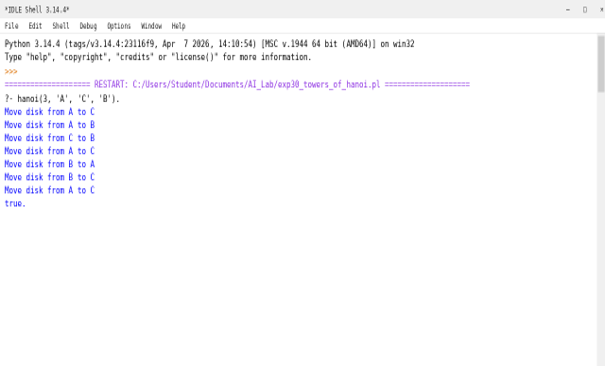 *IDLE Shell 3.14.4*
File Edit Shell Debug Options Window Help
Python 3.14.4 (tags/v3.14.4:23116f9, Apr 7 2026, 14:10:54) [MSC v.1944 64 bit (AMD64)] on win32
Type "help", "copyright", "credits" or "license()" for more information.
>>>
==================== RESTART: C:/Users/Student/Documents/AI_Lab/exp30_towers_of_hanoi.pl ====================
?- hanoi(3, 'A', 'C', 'B').
Move disk from A to C
Move disk from A to B
Move disk from C to B
Move disk from A to C
Move disk from B to A
Move disk from B to C
Move disk from A to C
true.